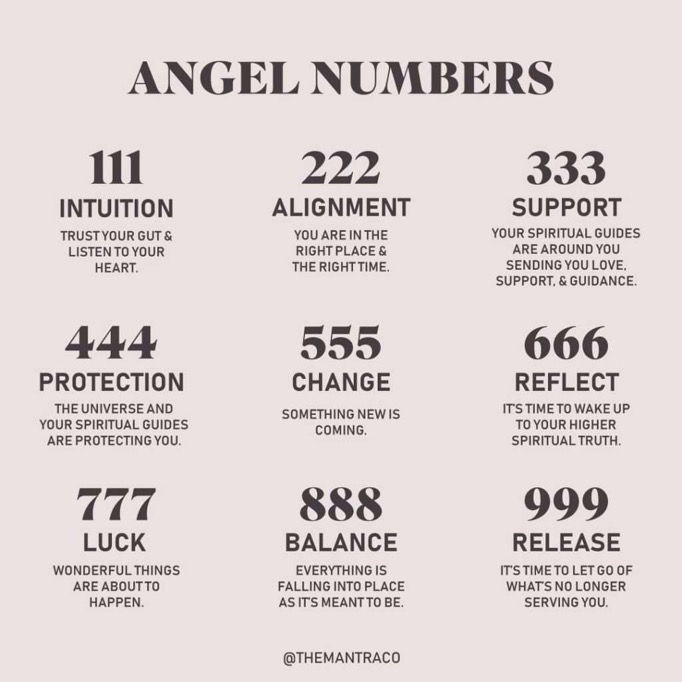 ANGEL NUMBERS
111
INTUITION
TRUST YOUR GUT &
LISTEN TO YOUR
HEART.
222
ALIGNMENT
YOU ARE IN THE
RIGHT PLACE &
THE RIGHT TIME.
333
SUPPORT
YOUR SPIRITUAL GUIDES
ARE AROUND YOU
SENDING YOU LOVE,
SUPPORT, & GUIDANCE.
444
PROTECTION
THE UNIVERSE AND
YOUR SPIRITUAL GUIDES
ARE PROTECTING YOU.
555
CHANGE
SOMETHING NEW IS
COMING.
666
REFLECT
IT'S TIME TO WAKE UP
TO YOUR HIGHER
SPIRITUAL TRUTH.
777
LUCK
WONDERFUL THINGS
ARE ABOUT TO
HAPPEN.
888
BALANCE
EVERYTHING IS
FALLING INTO PLACE
AS IT'S MEANT TO BE.
999
RELEASE
IT'S TIME TO LET GO OF
WHAT'S NO LONGER
SERVING YOU.
@THEMANTRACO